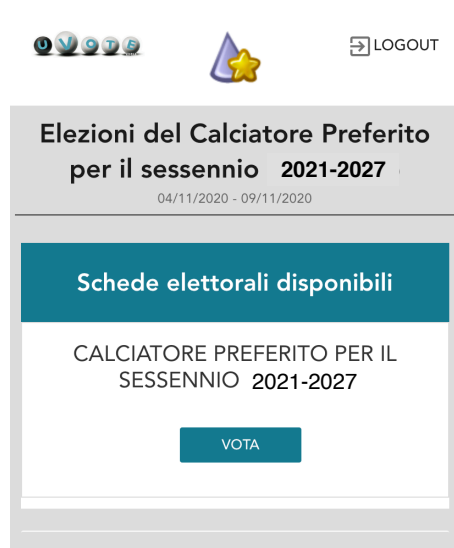 UVOTE
LOGOUT
Elezioni del Calciatore Preferito
per il sessennio 2021-2027
04/11/2020 - 09/11/2020
Schede elettorali disponibili
CALCIATORE PREFERITO PER IL
SESSENNIO 2021-2027
VOTA